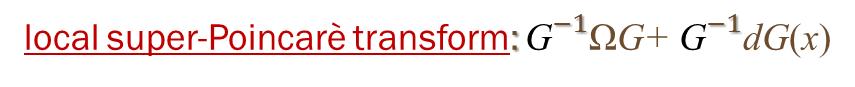 local super-Poincarè transform: G⁻¹ΩG+ G⁻¹dG(x)